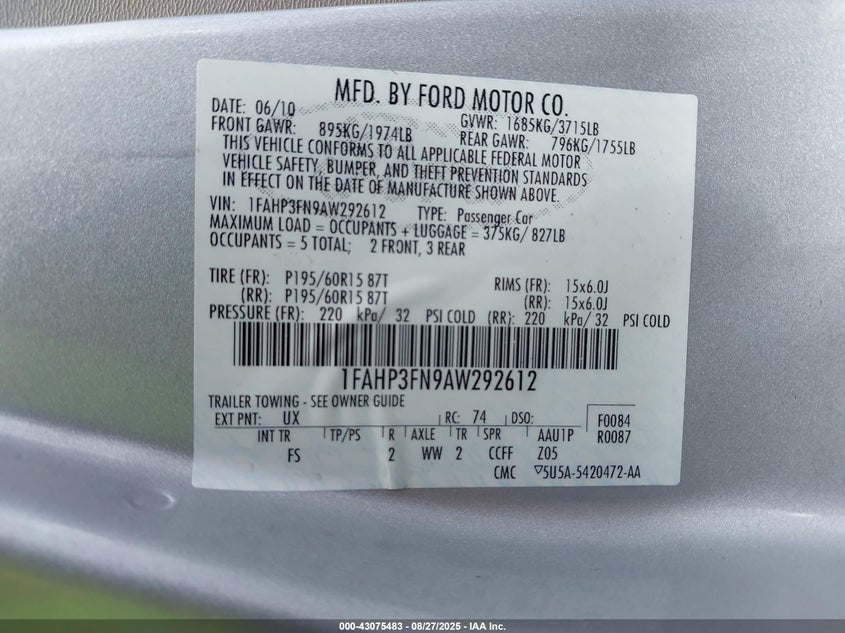 MFD. BY FORD MOTOR CO.
DATE: 06/10 GVWR: 1685KG/3715LB
FRONT GAWR: 895KG/1974LB REAR GAWR: 796KG/1755LB
THIS VEHICLE CONFORMS TO ALL APPLICABLE FEDERAL MOTOR
VEHICLE SAFETY, BUMPER, AND THEFT PREVENTION STANDARDS
IN EFFECT ON THE DATE OF MANUFACTURE SHOWN ABOVE.
VIN: 1FAHP3FN9AW292612 TYPE: Passenger Car
MAXIMUM LOAD = OCCUPANTS + LUGGAGE = 375KG/ 827LB
OCCUPANTS = 5 TOTAL; 2 FRONT, 3 REAR
TIRE (FR): P195/60R15 87T RIMS (FR): 15x6.0J
(RR): P195/60R15 87T (RR): 15x6.0J
PRESSURE (FR): 220 kPa/ 32 PSI COLD (RR): 220 kPa/ 32 PSI COLD
1FAHP3FN9AW292612
TRAILER TOWING - SEE OWNER GUIDE
EXT PNT: UX RC: 74 DSO: F0084
INT TR TP/PS R AXLE TR SPR AAU1P R0087
FS 2 WW 2 CCFF Z05
CMC 5U5A-5420472-AA
000-43075483 - 08/27/2025 - IAA Inc.